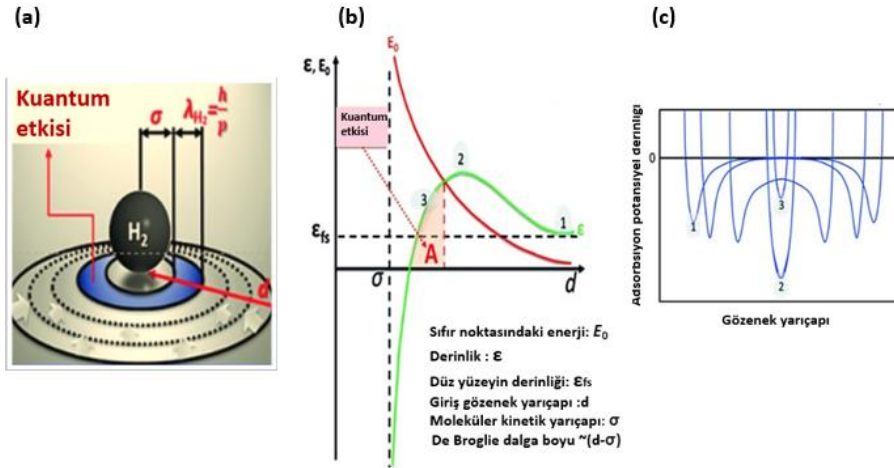 (a)
Kuantum
etkisi
σ
λH₂=h/p
H₂
d
(b)
ε, E₀
E₀
Kuantum
etkisi
2
3
1
ε
εfs
A
σ
d
Sıfır noktasındaki enerji: E₀
Derinlik : ε
Düz yüzeyin derinliği: εfs
Giriş gözenek yarıçapı :d
Moleküler kinetik yarıçapı: σ
De Broglie dalga boyu ~(d-σ)
(c)
Adsorbsiyon potansiyel derinliği
0
1
3
2
Gözenek yarıçapı